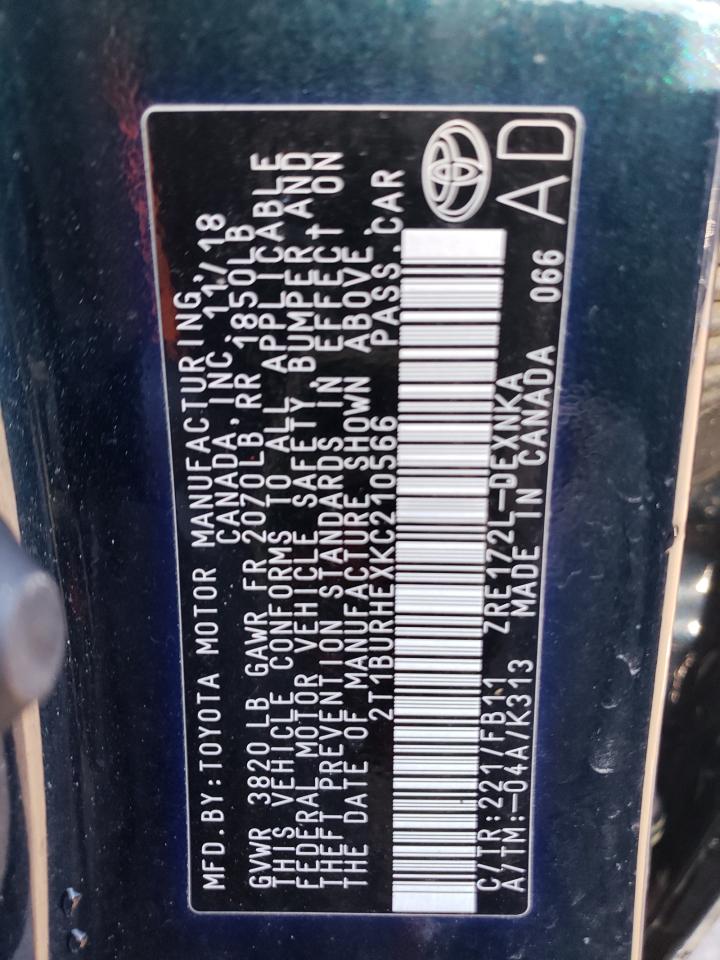 MFD.BY:TOYOTA MOTOR MANUFACTURING,
CANADA,INC.11/18
GVWR 3820LB GAWR FR 2070LB,RR 1850LB
THIS VEHICLE CONFORMS TO ALL APPLICABLE
FEDERAL MOTOR VEHICLE SAFETY,BUMPER AND
THEFT PREVENTION STANDARDS IN EFFECT ON
THE DATE OF MANUFACTURE SHOWN ABOVE.
2T1BURHEXKC210566 PASS.CAR
C/TR:221/FB11 ZRE172L-DEXNKA 066
A/TM:-04A/K313 MADE IN CANADA
AD